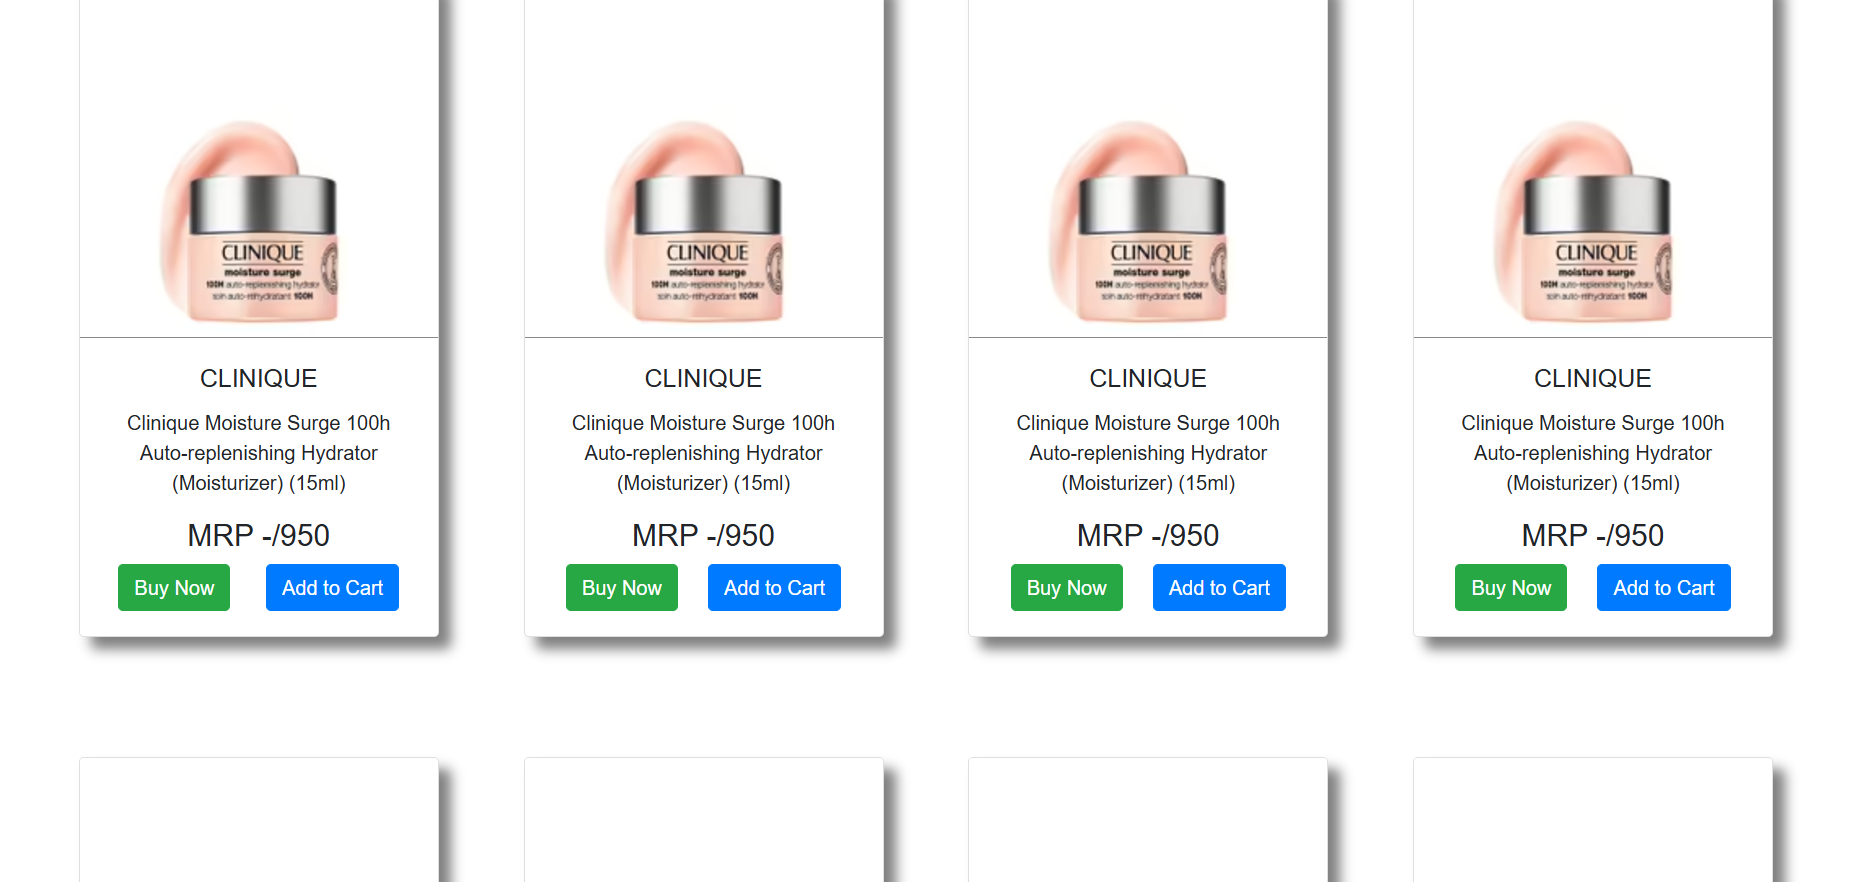 CLINIQUE
moisture surge
100H auto-replenishing hydrator
soin auto-réhydratant 100H
CLINIQUE
Clinique Moisture Surge 100h
Auto-replenishing Hydrator
(Moisturizer) (15ml)
MRP -/950
Buy Now
Add to Cart
CLINIQUE
moisture surge
100H auto-replenishing hydrator
soin auto-réhydratant 100H
CLINIQUE
Clinique Moisture Surge 100h
Auto-replenishing Hydrator
(Moisturizer) (15ml)
MRP -/950
Buy Now
Add to Cart
CLINIQUE
moisture surge
100H auto-replenishing hydrator
soin auto-réhydratant 100H
CLINIQUE
Clinique Moisture Surge 100h
Auto-replenishing Hydrator
(Moisturizer) (15ml)
MRP -/950
Buy Now
Add to Cart
CLINIQUE
moisture surge
100H auto-replenishing hydrator
soin auto-réhydratant 100H
CLINIQUE
Clinique Moisture Surge 100h
Auto-replenishing Hydrator
(Moisturizer) (15ml)
MRP -/950
Buy Now
Add to Cart